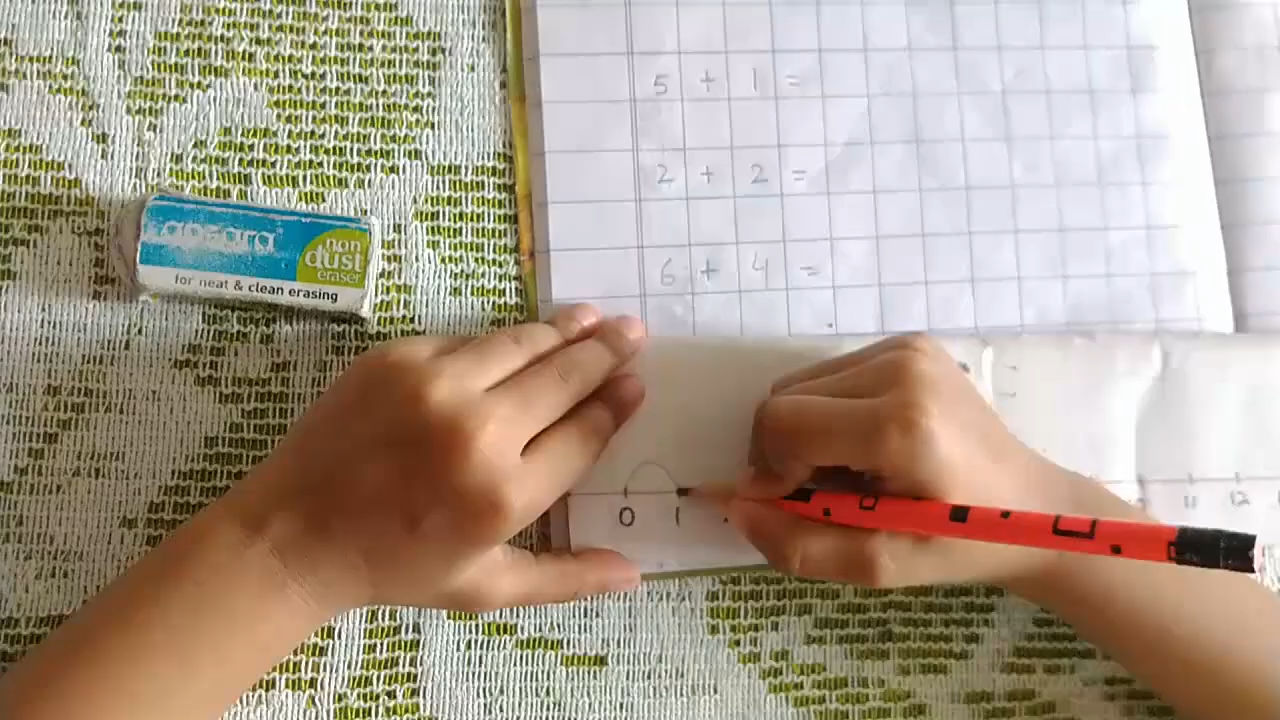 5 + 1 =
2 + 2 =
6 + 4 =
apsara
non
dust
eraser
for neat & clean erasing
0 1 11 12